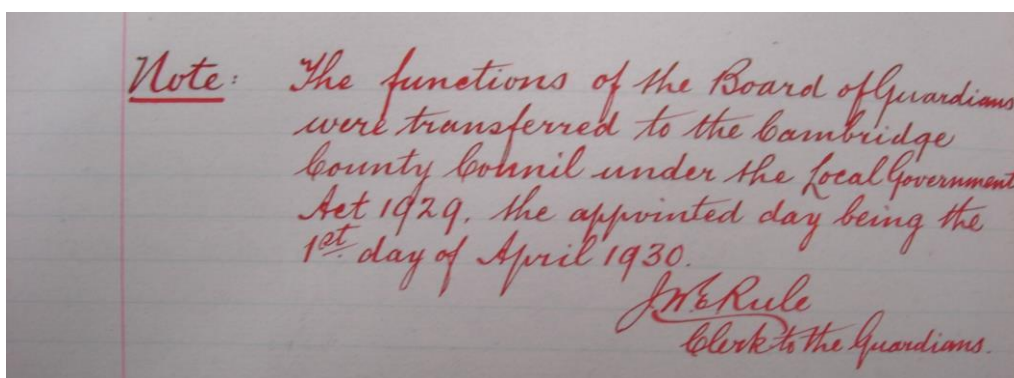 Note: The functions of the Board of Guardians
were transferred to the Cambridge
County Counil under the Local Government
Act 1929, the appointed day being the
1st day of April 1930.
J.W.E Rule
Clerk to the Guardians.